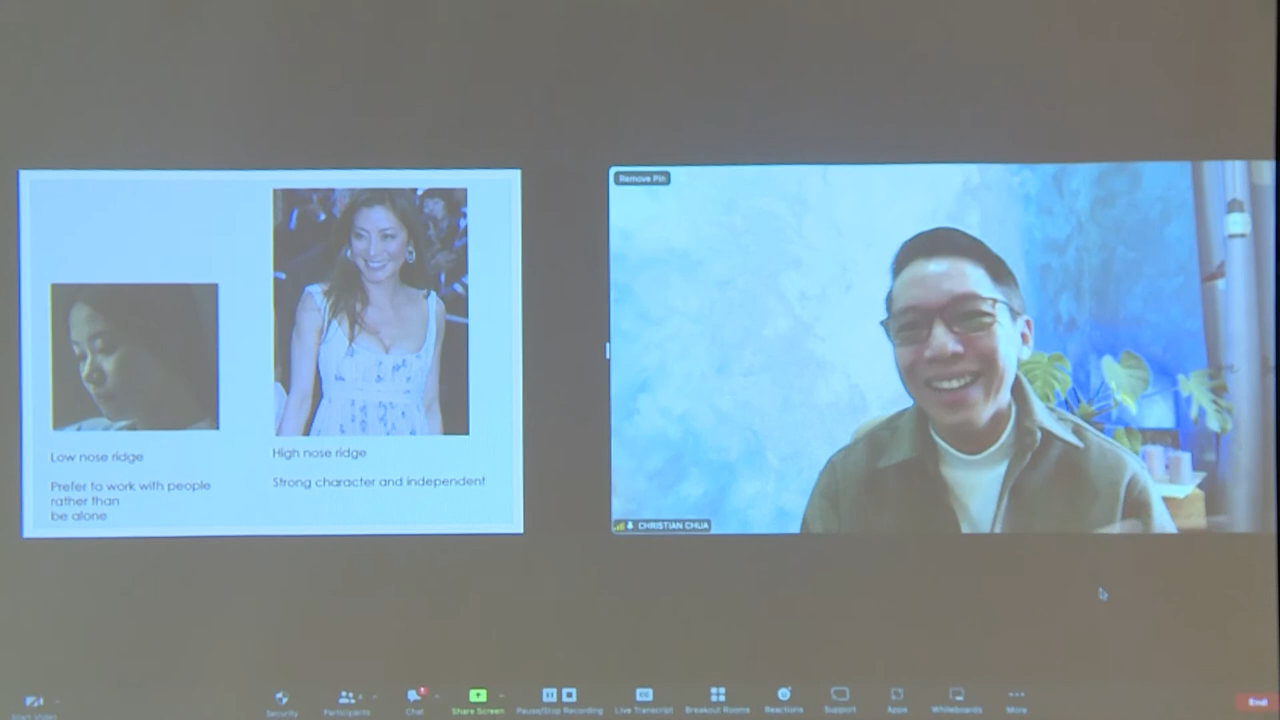 Remove Pin
Low nose ridge
Prefer to work with people
rather than
be alone
High nose ridge
Strong character and independent
CHRISTIAN CHUA
Start Video
Security
Participants
Chat
Share Screen
Pause/Stop Recording
Live Transcript
Breakout Rooms
Reactions
Support
Apps
Whiteboards
More
End